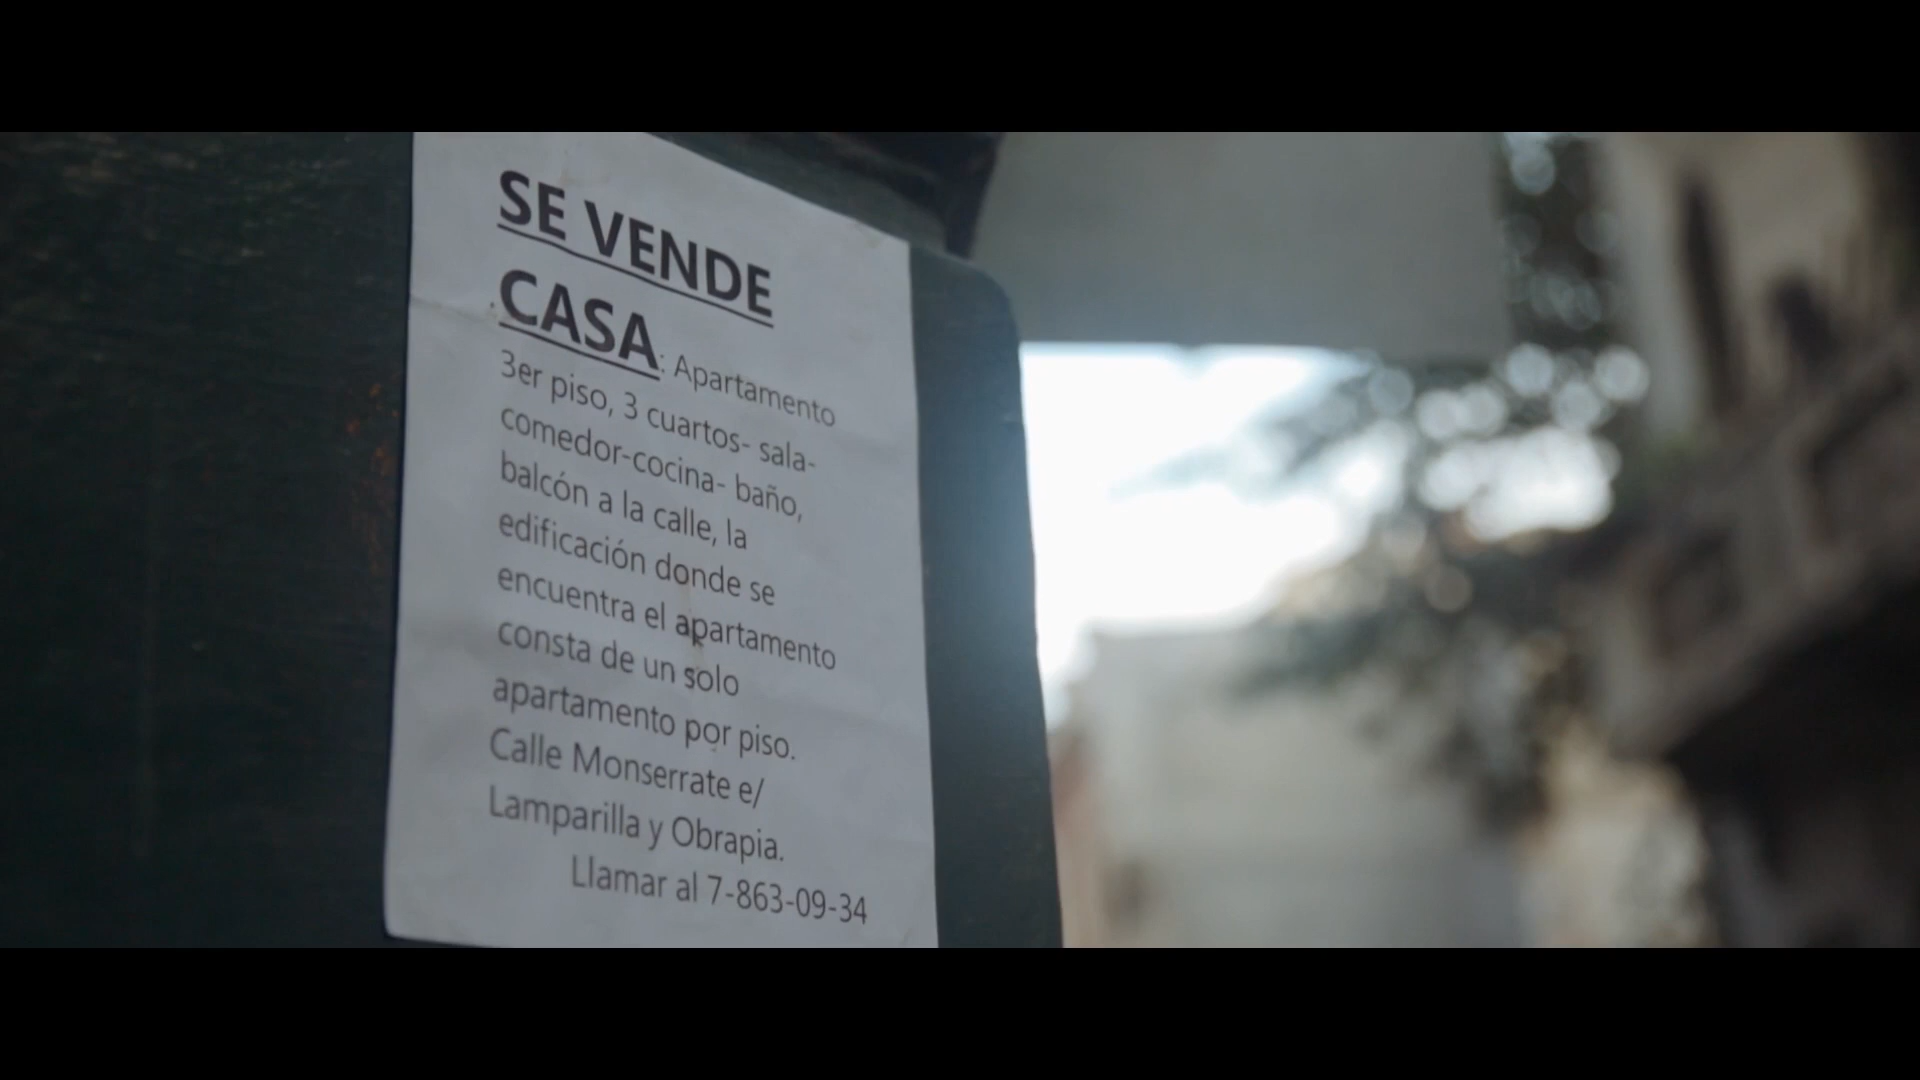 SE VENDE
CASA: Apartamento
3er piso, 3 cuartos- sala-
comedor-cocina- baño,
balcón a la calle, la
edificación donde se
encuentra el apartamento
consta de un solo
apartamento por piso.
Calle Monserrate e/
Lamparilla y Obrapia.
Llamar al 7-863-09-34